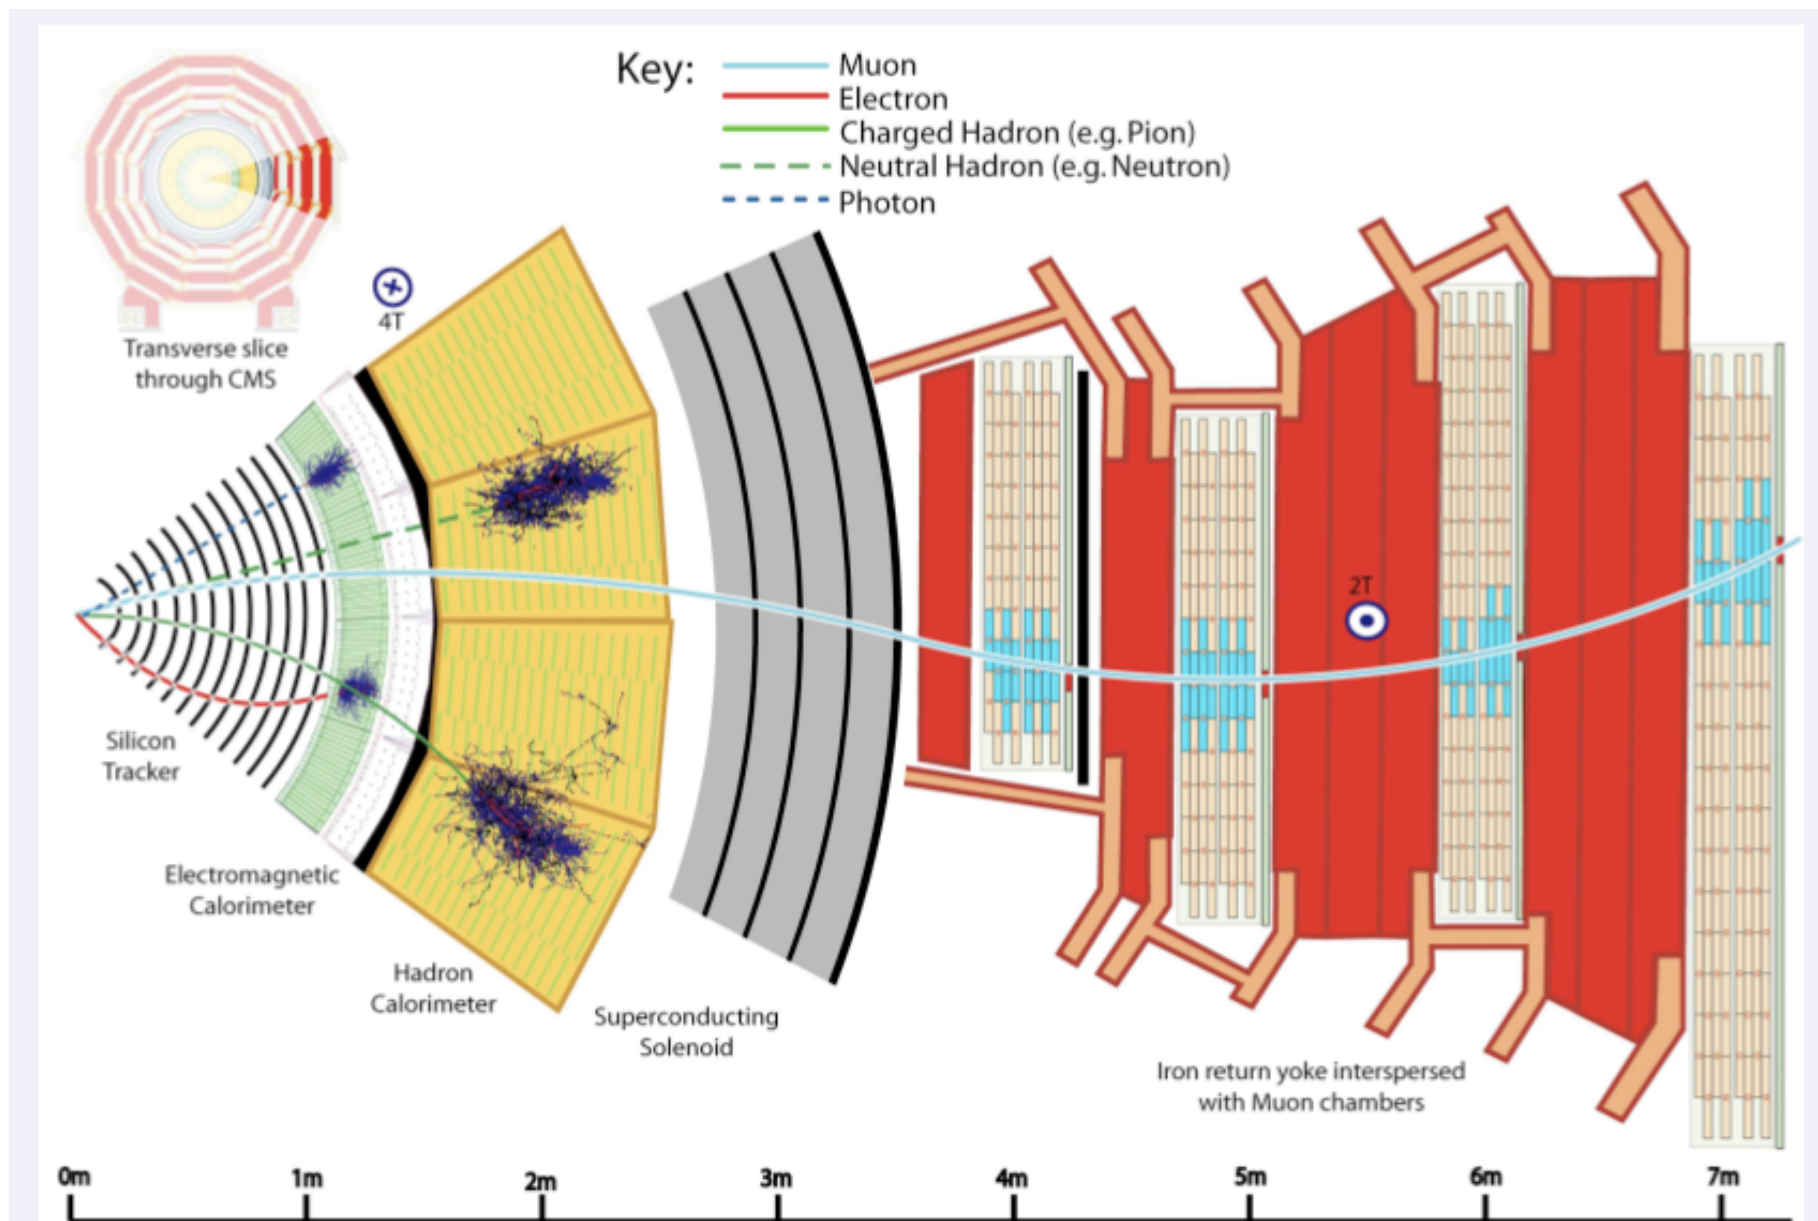 Key:
Muon
Electron
Charged Hadron (e.g. Pion)
Neutral Hadron (e.g. Neutron)
Photon
Transverse slice
through CMS
4T
2T
Silicon
Tracker
Electromagnetic
Calorimeter
Hadron
Calorimeter
Superconducting
Solenoid
Iron return yoke interspersed
with Muon chambers
0m 1m 2m 3m 4m 5m 6m 7m